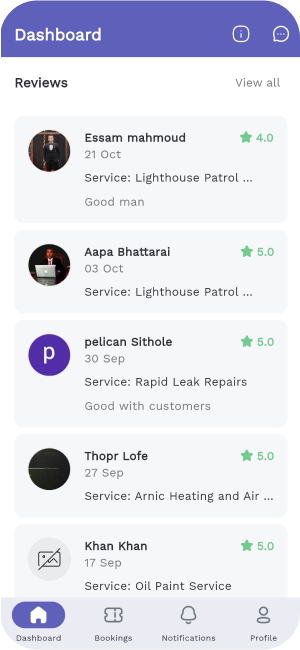 Dashboard
Reviews
View all
Essam mahmoud
4.0
21 Oct
Service: Lighthouse Patrol ...
Good man
Aapa Bhattarai
5.0
03 Oct
Service: Lighthouse Patrol ...
p
pelican Sithole
5.0
30 Sep
Service: Rapid Leak Repairs
Good with customers
Thopr Lofe
5.0
27 Sep
Service: Arnic Heating and Air ...
Khan Khan
5.0
17 Sep
Service: Oil Paint Service
Dashboard
Bookings
Notifications
Profile